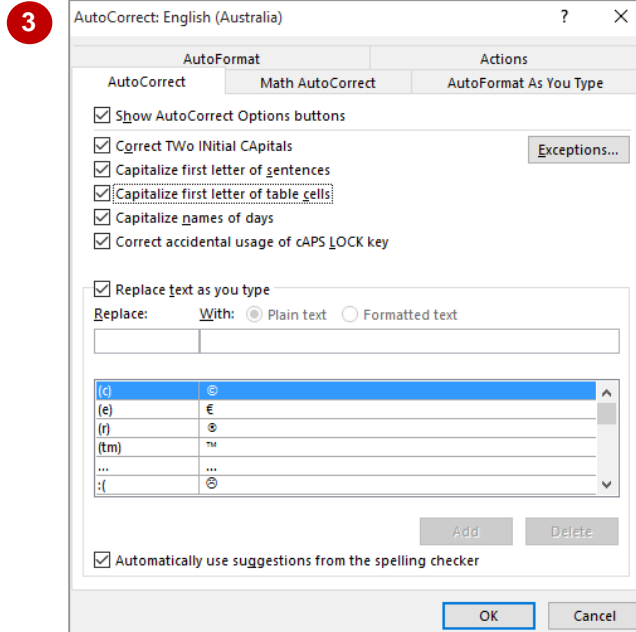 3
AutoCorrect: English (Australia) ? ×
AutoFormat Actions
AutoCorrect Math AutoCorrect AutoFormat As You Type
Show AutoCorrect Options buttons
Correct TWo INitial CApitals Exceptions...
Capitalize first letter of sentences
Capitalize first letter of table cells
Capitalize names of days
Correct accidental usage of cAPS LOCK key
Replace text as you type
Replace: With: Plain text Formatted text
(c) ©
(e) €
(r) ®
(tm) ™
... ...
:( ☹
Add Delete
Automatically use suggestions from the spelling checker
OK Cancel